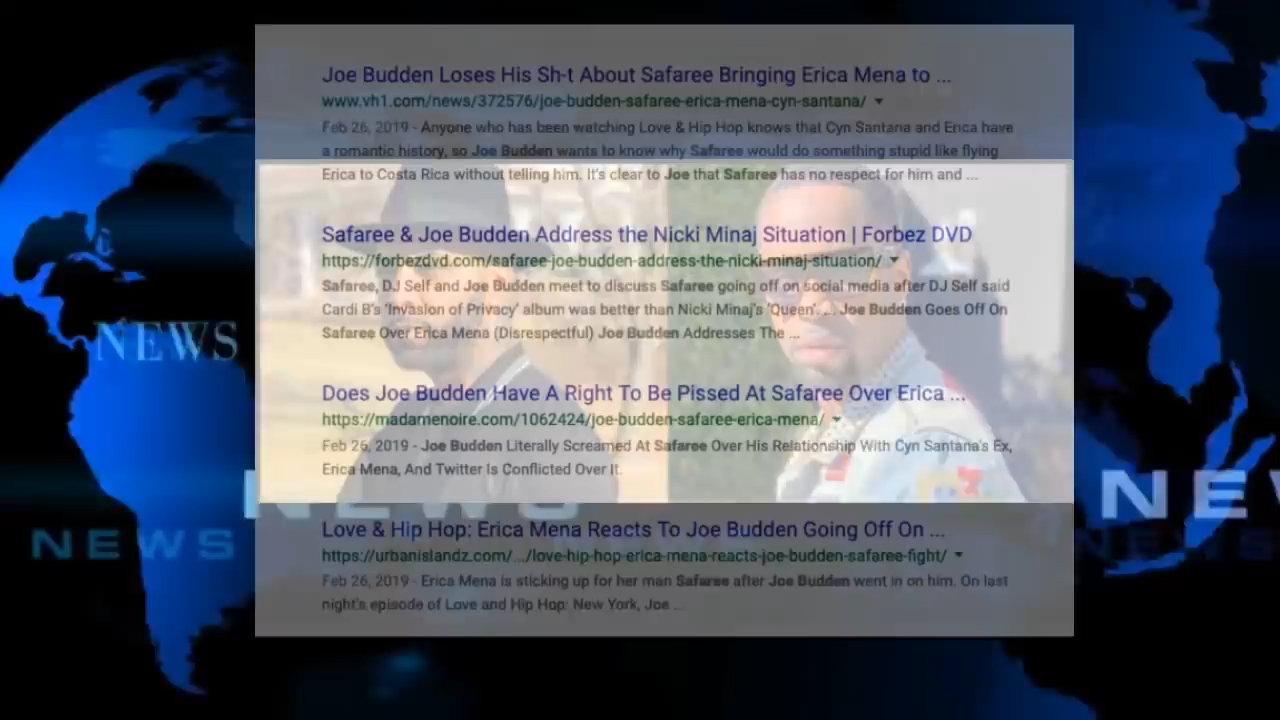 Joe Budden Loses His Sh-t About Safaree Bringing Erica Mena to ...
www.vh1.com/news/372576/joe-budden-safaree-erica-mena-cyn-santana/
Feb 26, 2019 - Anyone who has been watching Love & Hip Hop knows that Cyn Santana and Erica have
a romantic history, so Joe Budden wants to know why Safaree would do something stupid like flying
Erica to Costa Rica without telling him. It's clear to Joe that Safaree has no respect for him and ...
Safaree & Joe Budden Address the Nicki Minaj Situation | Forbez DVD
https://forbezdvd.com/safaree-joe-budden-address-the-nicki-minaj-situation/
Safaree, DJ Self and Joe Budden meet to discuss Safaree going off on social media after DJ Self said
Cardi B's 'Invasion of Privacy' album was better than Nicki Minaj's 'Queen'. ... Joe Budden Goes Off On
Safaree Over Erica Mena (Disrespectful) Joe Budden Addresses The ...
NEWS
Does Joe Budden Have A Right To Be Pissed At Safaree Over Erica ...
https://madamenoire.com/1062424/joe-budden-safaree-erica-mena/
Feb 26, 2019 - Joe Budden Literally Screamed At Safaree Over His Relationship With Cyn Santana's Ex,
Erica Mena, And Twitter Is Conflicted Over It.
NEWS
NE
NEWS
NEWS
Love & Hip Hop: Erica Mena Reacts To Joe Budden Going Off On ...
https://urbanislandz.com/.../love-hip-hop-erica-mena-reacts-joe-budden-safaree-fight/
Feb 26, 2019 - Erica Mena is sticking up for her man Safaree after Joe Budden went in on him. On last
night's episode of Love and Hip Hop: New York, Joe ...